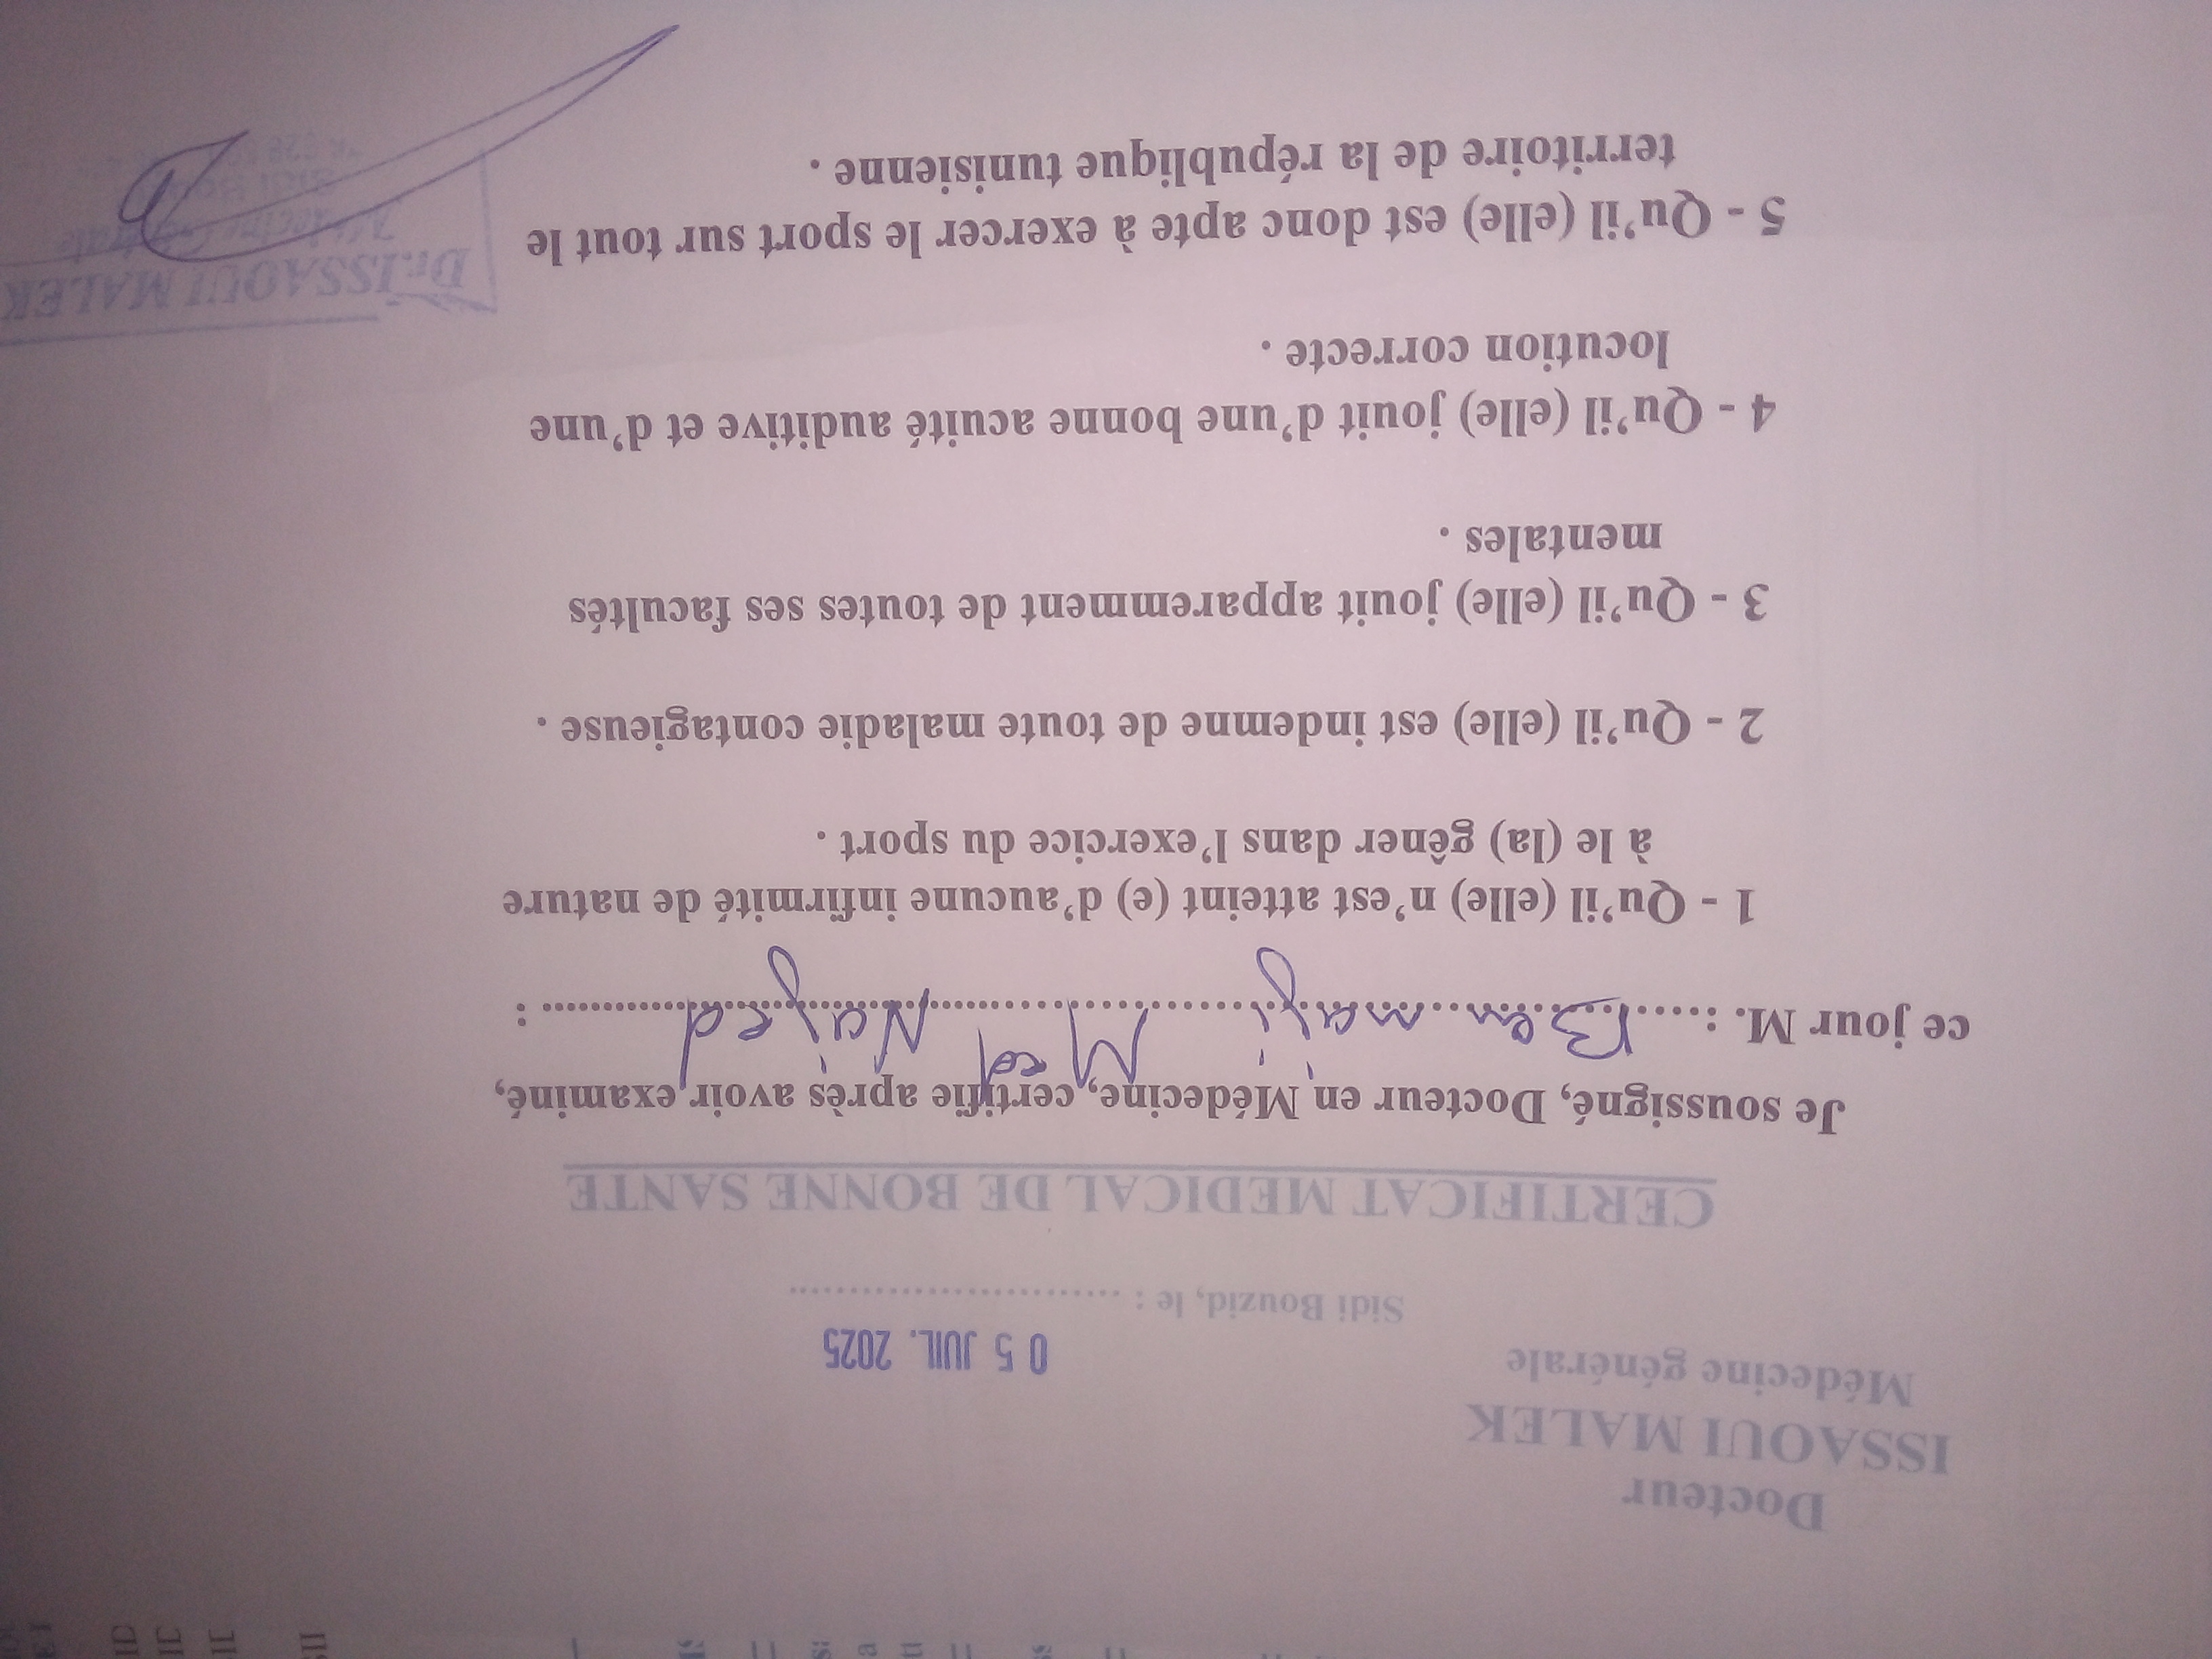 Docteur
ISSAOUI MALEK
Médecine générale
0 5 JUIL. 2025
Sidi Bouzid, le : ............................
CERTIFICAT MEDICAL DE BONNE SANTE
Je soussigné, Docteur en Médecine, certifie après avoir examiné,
ce jour M. : Ben Med Najed :
1 - Qu'il (elle) n'est atteint (e) d'aucune infirmité de nature
à le (la) gêner dans l'exercice du sport .
2 - Qu'il (elle) est indemne de toute maladie contagieuse .
3 - Qu'il (elle) jouit apparemment de toutes ses facultés
mentales .
4 - Qu'il (elle) jouit d'une bonne acuité auditive et d'une
locution correcte .
5 - Qu'il (elle) est donc apte à exercer le sport sur tout le
territoire de la république tunisienne .
Dr. ISSAOUI MALEK